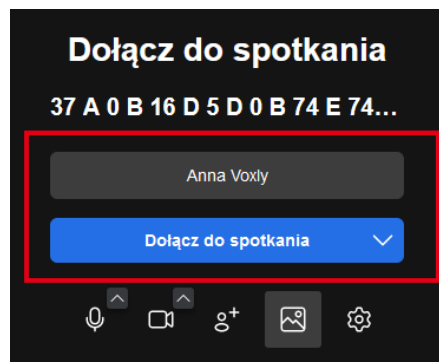 Dołącz do spotkania
37 A 0 B 16 D 5 D 0 B 74 E 74...
Anna Voxly
Dołącz do spotkania